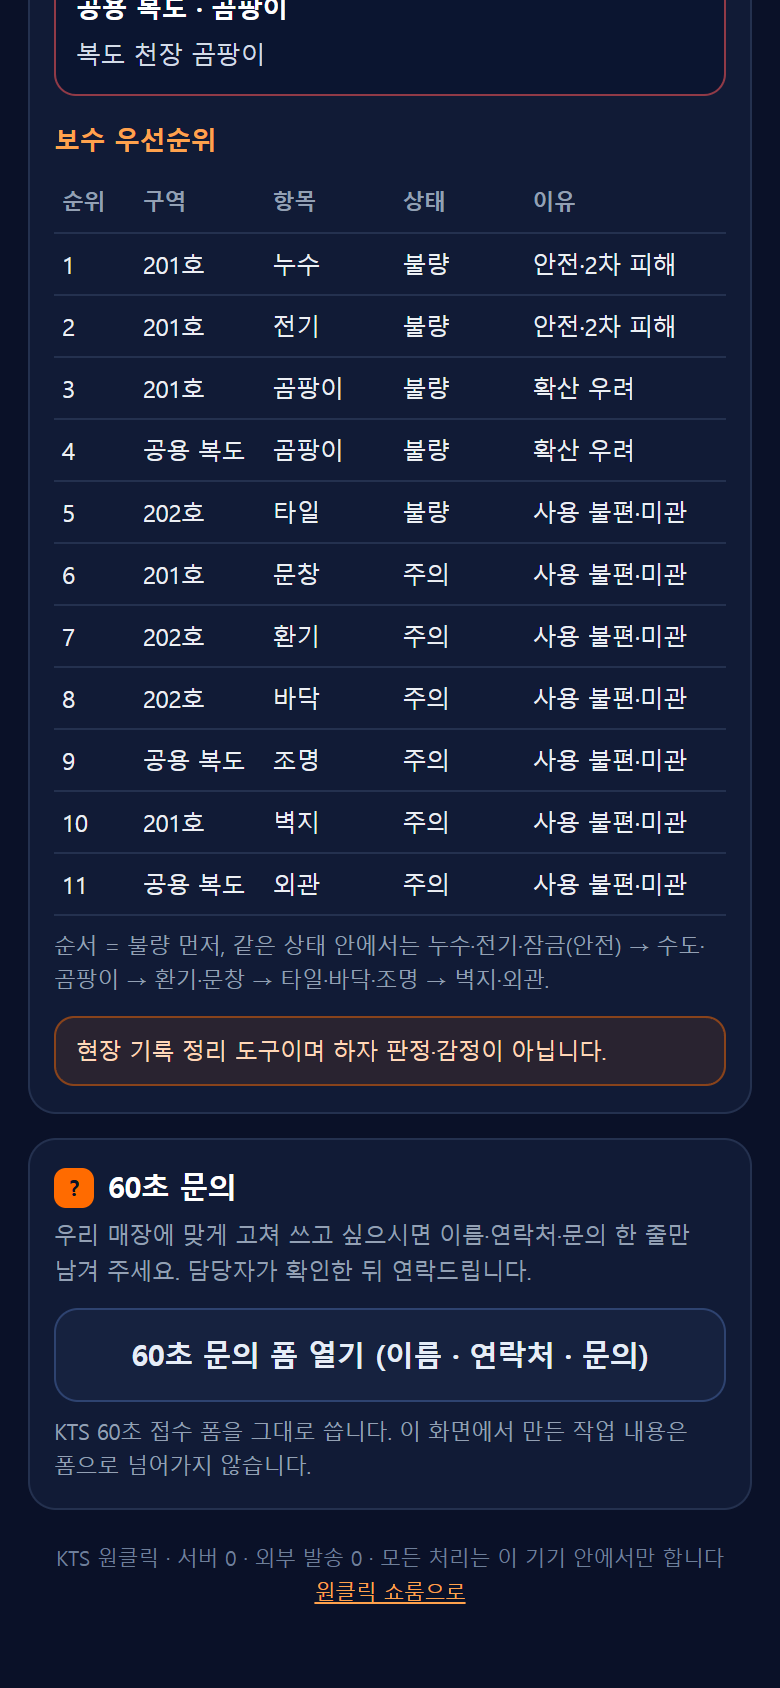 공용 복도 · 곰팡이
복도 천장 곰팡이
보수 우선순위
순위 구역 항목 상태 이유
1 201호 누수 불량 안전·2차 피해
2 201호 전기 불량 안전·2차 피해
3 201호 곰팡이 불량 확산 우려
4 공용 복도 곰팡이 불량 확산 우려
5 202호 타일 불량 사용 불편·미관
6 201호 문창 주의 사용 불편·미관
7 202호 환기 주의 사용 불편·미관
8 202호 바닥 주의 사용 불편·미관
9 공용 복도 조명 주의 사용 불편·미관
10 201호 벽지 주의 사용 불편·미관
11 공용 복도 외관 주의 사용 불편·미관
순서 = 불량 먼저, 같은 상태 안에서는 누수·전기·잠금(안전) → 수도·
곰팡이 → 환기·문창 → 타일·바닥·조명 → 벽지·외관.
현장 기록 정리 도구이며 하자 판정·감정이 아닙니다.
? 60초 문의
우리 매장에 맞게 고쳐 쓰고 싶으시면 이름·연락처·문의 한 줄만
남겨 주세요. 담당자가 확인한 뒤 연락드립니다.
60초 문의 폼 열기 (이름 · 연락처 · 문의)
KTS 60초 접수 폼을 그대로 씁니다. 이 화면에서 만든 작업 내용은
폼으로 넘어가지 않습니다.
KTS 원클릭 · 서버 0 · 외부 발송 0 · 모든 처리는 이 기기 안에서만 합니다
원클릭 쇼룸으로